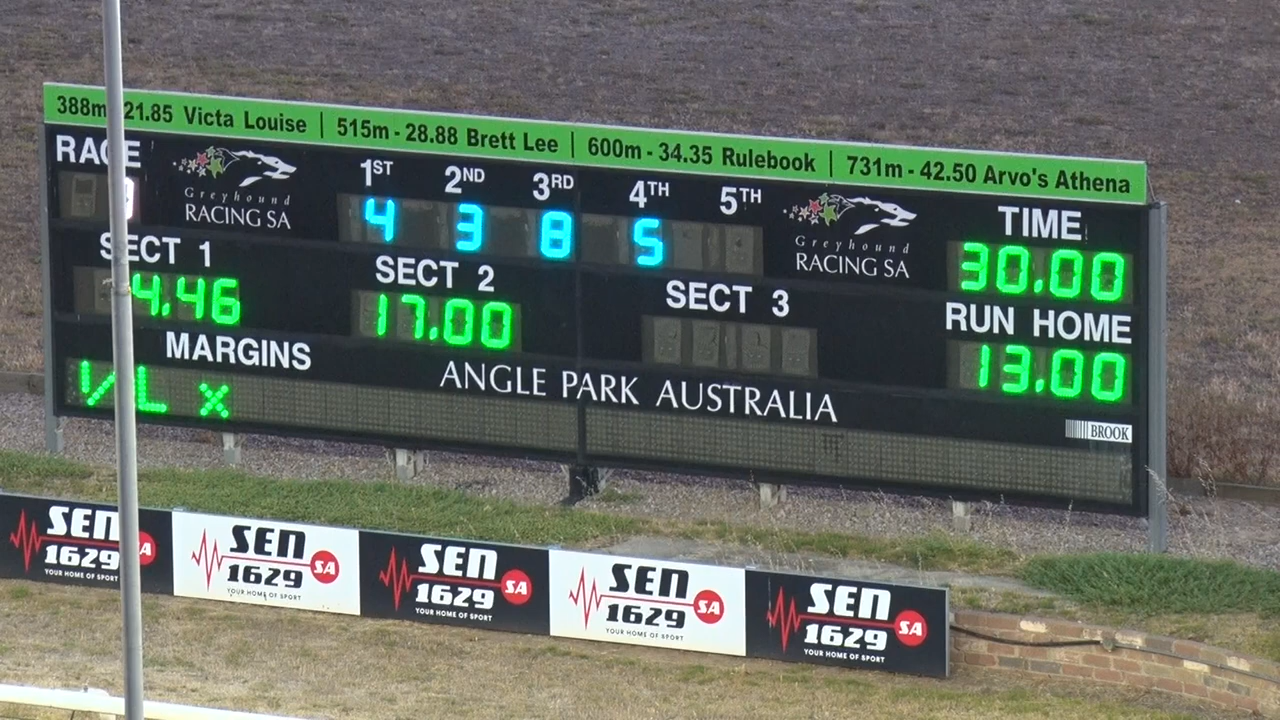 388m 21.85 Victa Louise | 515m - 28.88 Brett Lee | 600m - 34.35 Rulebook | 731m - 42.50 Arvo's Athena
RACE
Greyhound
RACING SA
1ST 2ND 3RD 4TH 5TH
4 3 8 5
Greyhound
RACING SA
TIME
30.00
SECT 1
4.46
SECT 2
17.00
SECT 3
RUN HOME
13.00
MARGINS
L x
ANGLE PARK AUSTRALIA
BROOK
SEN
1629 SA
YOUR HOME OF SPORT
SEN
1629 SA
YOUR HOME OF SPORT
SEN
1629 SA
YOUR HOME OF SPORT
SEN
1629 SA
YOUR HOME OF SPORT
SEN
1629 SA
YOUR HOME OF SPORT